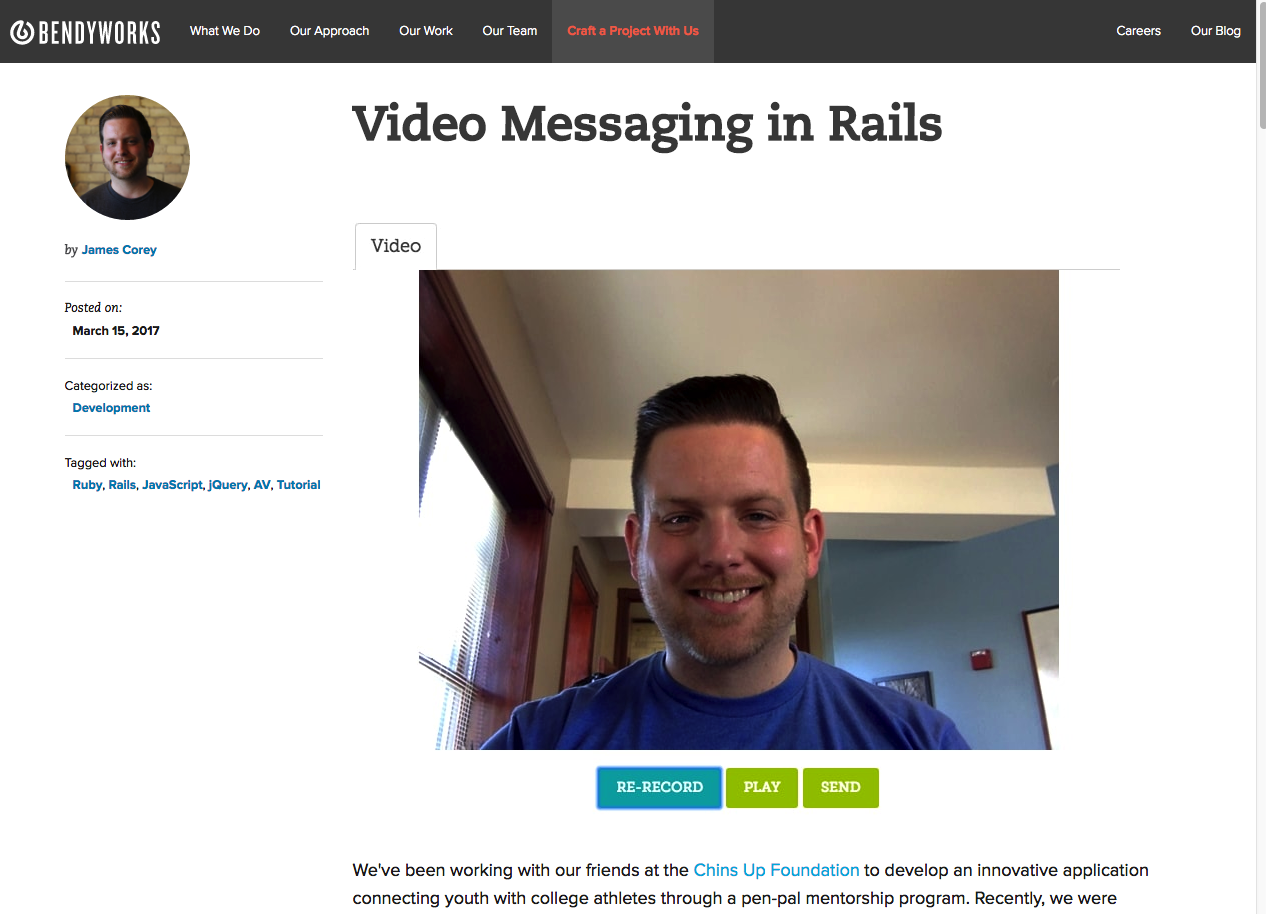 BENDYWORKS What We Do Our Approach Our Work Our Team Craft a Project With Us Careers Our Blog
by James Corey
Posted on:
March 15, 2017
Categorized as:
Development
Tagged with:
Ruby, Rails, JavaScript, jQuery, AV, Tutorial
Video Messaging in Rails
Video
RE-RECORD PLAY SEND
We've been working with our friends at the Chins Up Foundation to develop an innovative application
connecting youth with college athletes through a pen-pal mentorship program. Recently, we were